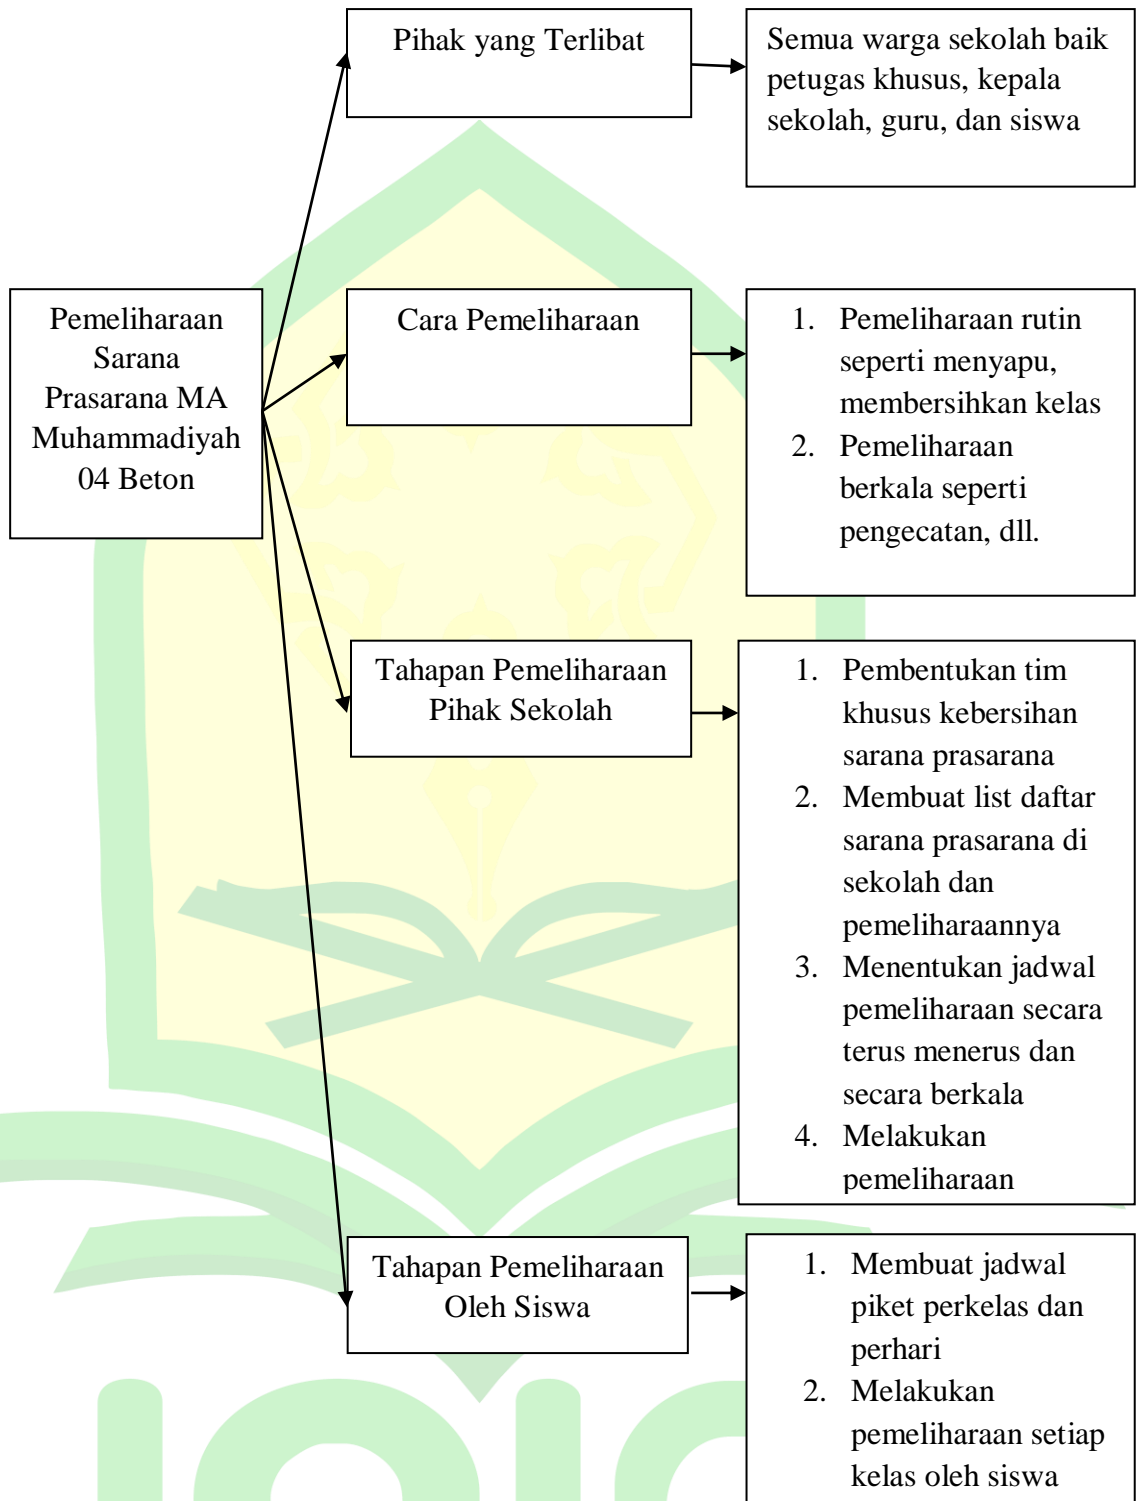 Pihak yang Terlibat
Semua warga sekolah baik
petugas khusus, kepala
sekolah, guru, dan siswa
Pemeliharaan
Sarana
Prasarana MA
Muhammadiyah
04 Beton
Cara Pemeliharaan
1. Pemeliharaan rutin
seperti menyapu,
membersihkan kelas
2. Pemeliharaan
berkala seperti
pengecatan, dll.
Tahapan Pemeliharaan
Pihak Sekolah
1. Pembentukan tim
khusus kebersihan
sarana prasarana
2. Membuat list daftar
sarana prasarana di
sekolah dan
pemeliharaannya
3. Menentukan jadwal
pemeliharaan secara
terus menerus dan
secara berkala
4. Melakukan
pemeliharaan
Tahapan Pemeliharaan
Oleh Siswa
1. Membuat jadwal
piket perkelas dan
perhari
2. Melakukan
pemeliharaan setiap
kelas oleh siswa